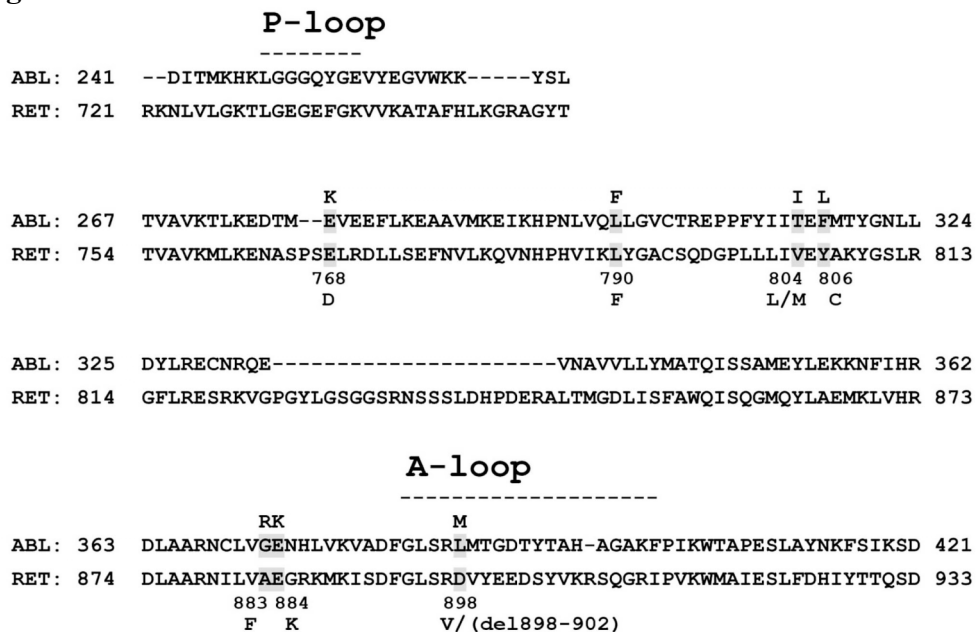 P-loop
--------
ABL: 241 --DITMKHKLGGGQYGEVYEGVWKK-----YSL
RET: 721 RKNLVLGKTLGEGEFGKVVKATAFHLKGRAGYT
K F I L
ABL: 267 TVAVKTLKEDTM--EVEEFLKEAAVMKEIKHPNLVQLLGVCTREPPFYIITEFMTYGNLL 324
RET: 754 TVAVKMLKENASPSELRDLLSEFNVLKQVNHPHVIKLYGACSQDGPLLLIVEYAKYGSLR 813
768 790 804 806
D F L/M C
ABL: 325 DYLRECNRQE----------------------VNAVVLLYMATQISSAMEYLEKKNFIHR 362
RET: 814 GFLRESRKVGPGYLGSGGSRNSSSLDHPDERALTMGDLISFAWQISQGMQYLAEMKLVHR 873
A-loop
--------------------
RK M
ABL: 363 DLAARNCLVGENHLVKVADFGLSRLMTGDTYTAH-AGAKFPIKWTAPESLAYNKFSIKSD 421
RET: 874 DLAARNILVAEGRKMKISDFGLSRDVYEEDSYVKRSQGRIPVKWMAIESLFDHIYTTQSD 933
883 884 898
F K V/(del898-902)